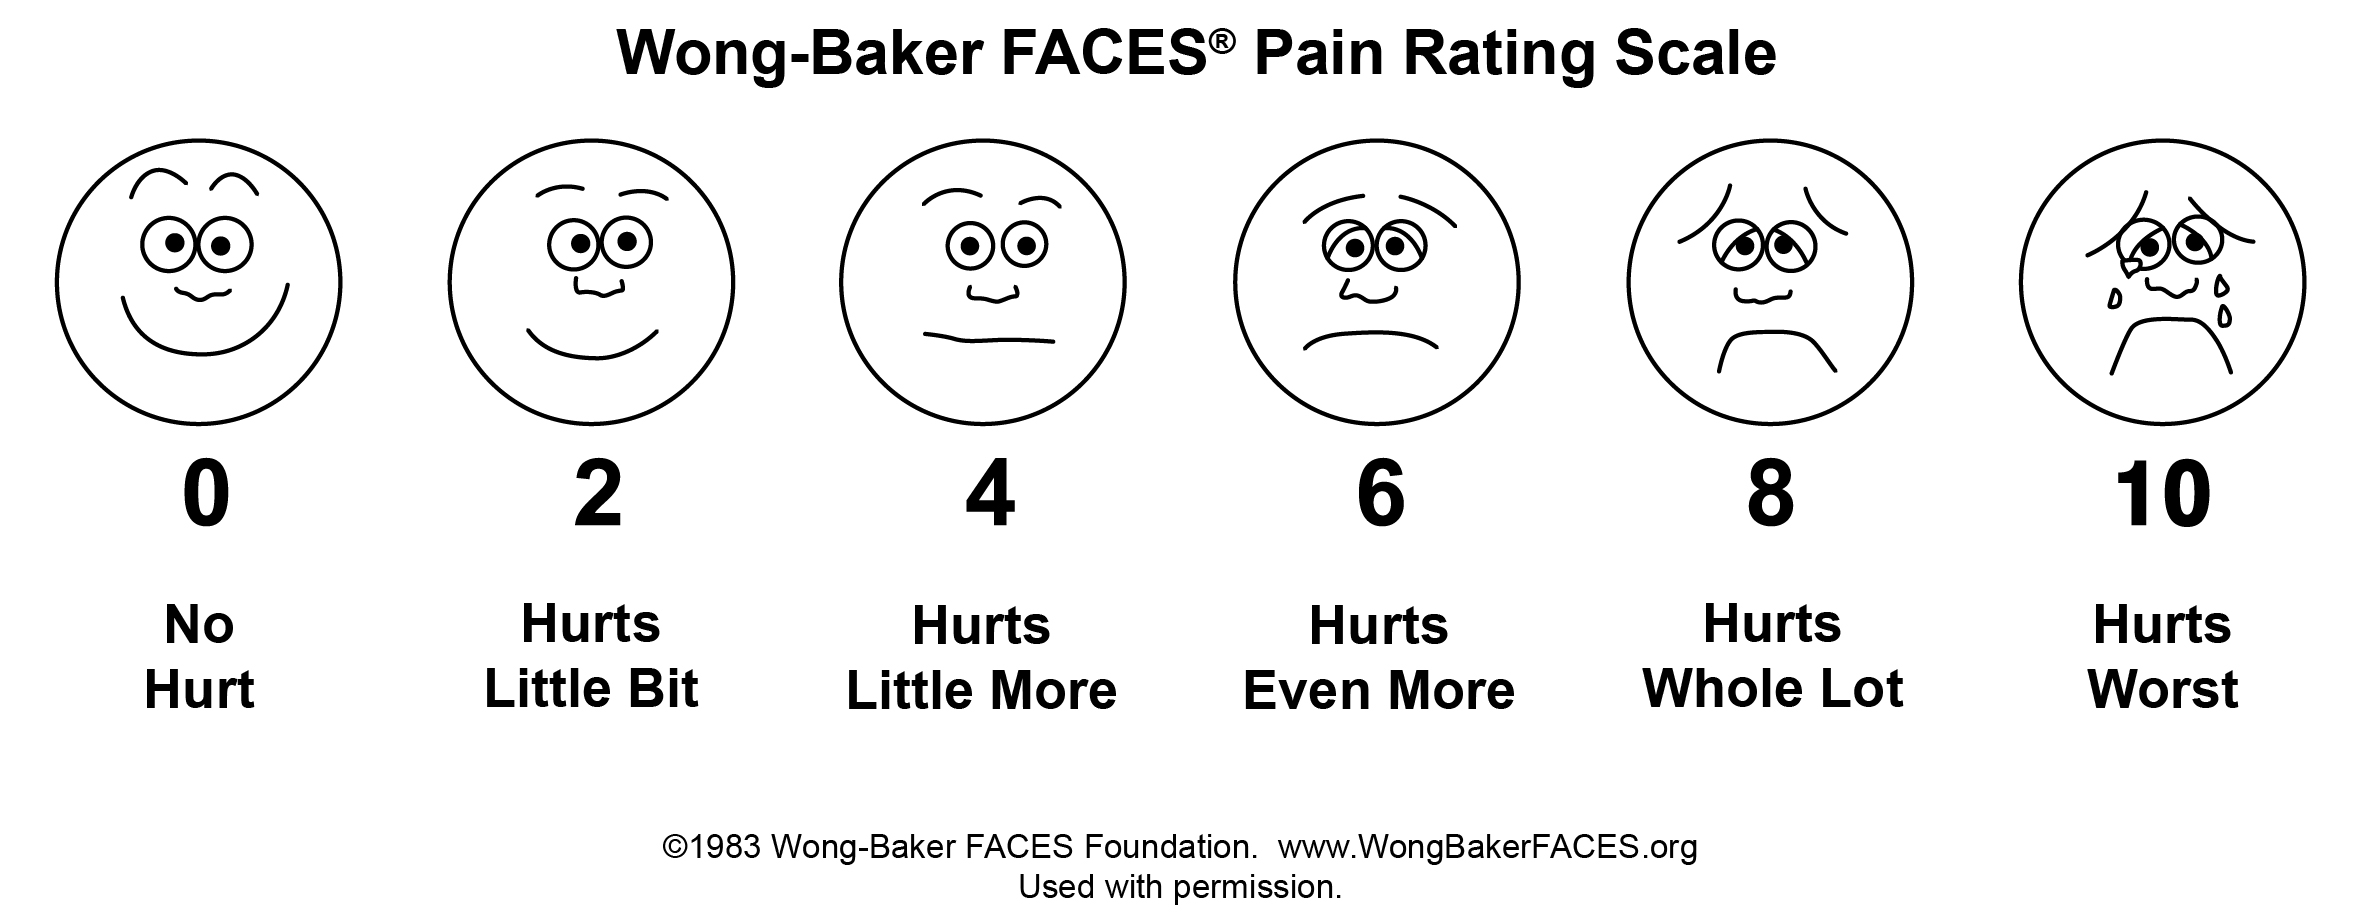 Wong-Baker FACES® Pain Rating Scale
0 2 4 6 8 10
No Hurts Hurts Hurts Hurts Hurts
Hurt Little Bit Little More Even More Whole Lot Worst
©1983 Wong-Baker FACES Foundation. www.WongBakerFACES.org
Used with permission.